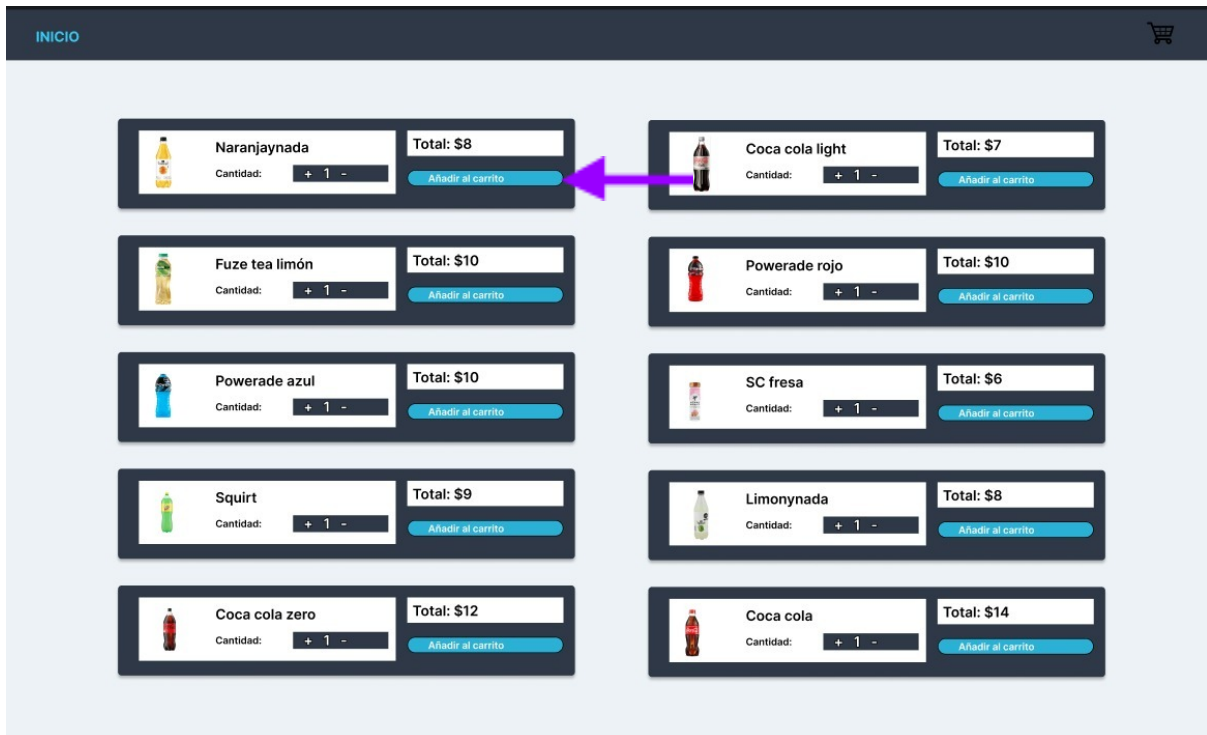 INICIO
Naranjaynada
Cantidad: + 1 -
Total: $8
Añadir al carrito
Coca cola light
Cantidad: + 1 -
Total: $7
Añadir al carrito
Fuze tea limón
Cantidad: + 1 -
Total: $10
Añadir al carrito
Powerade rojo
Cantidad: + 1 -
Total: $10
Añadir al carrito
Powerade azul
Cantidad: + 1 -
Total: $10
Añadir al carrito
SC fresa
Cantidad: + 1 -
Total: $6
Añadir al carrito
Squirt
Cantidad: + 1 -
Total: $9
Añadir al carrito
Limonynada
Cantidad: + 1 -
Total: $8
Añadir al carrito
Coca cola zero
Cantidad: + 1 -
Total: $12
Añadir al carrito
Coca cola
Cantidad: + 1 -
Total: $14
Añadir al carrito